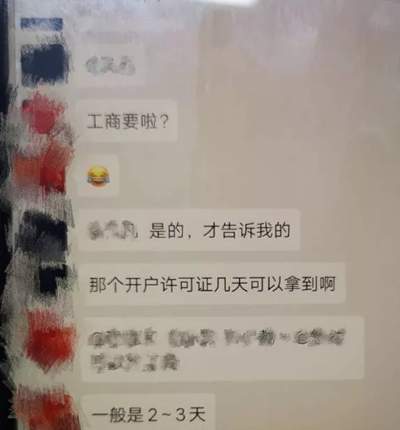 工商要啦？
😂
是的，才告诉我的
那个开户许可证几天可以拿到啊
一般是2~3天